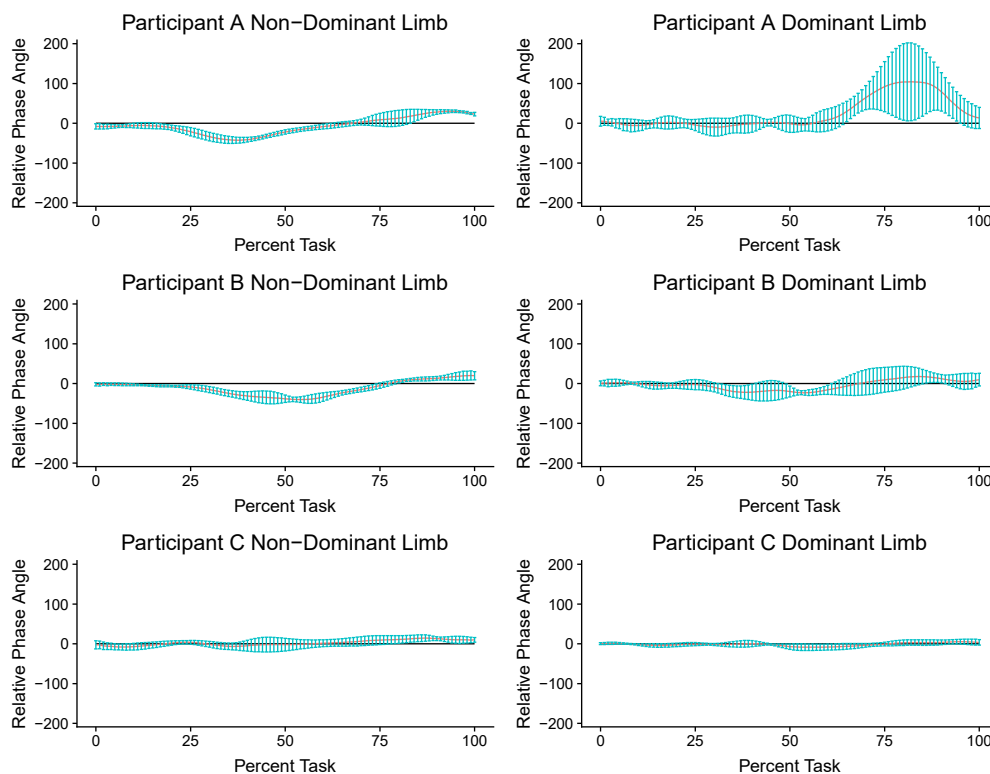 Participant A Non−Dominant Limb
200
100
0
−100
−200
Relative Phase Angle
0 25 50 75 100
Percent Task
Participant A Dominant Limb
200
100
0
−100
−200
Relative Phase Angle
0 25 50 75 100
Percent Task
Participant B Non−Dominant Limb
200
100
0
−100
−200
Relative Phase Angle
0 25 50 75 100
Percent Task
Participant B Dominant Limb
200
100
0
−100
−200
Relative Phase Angle
0 25 50 75 100
Percent Task
Participant C Non−Dominant Limb
200
100
0
−100
−200
Relative Phase Angle
0 25 50 75 100
Percent Task
Participant C Dominant Limb
200
100
0
−100
−200
Relative Phase Angle
0 25 50 75 100
Percent Task